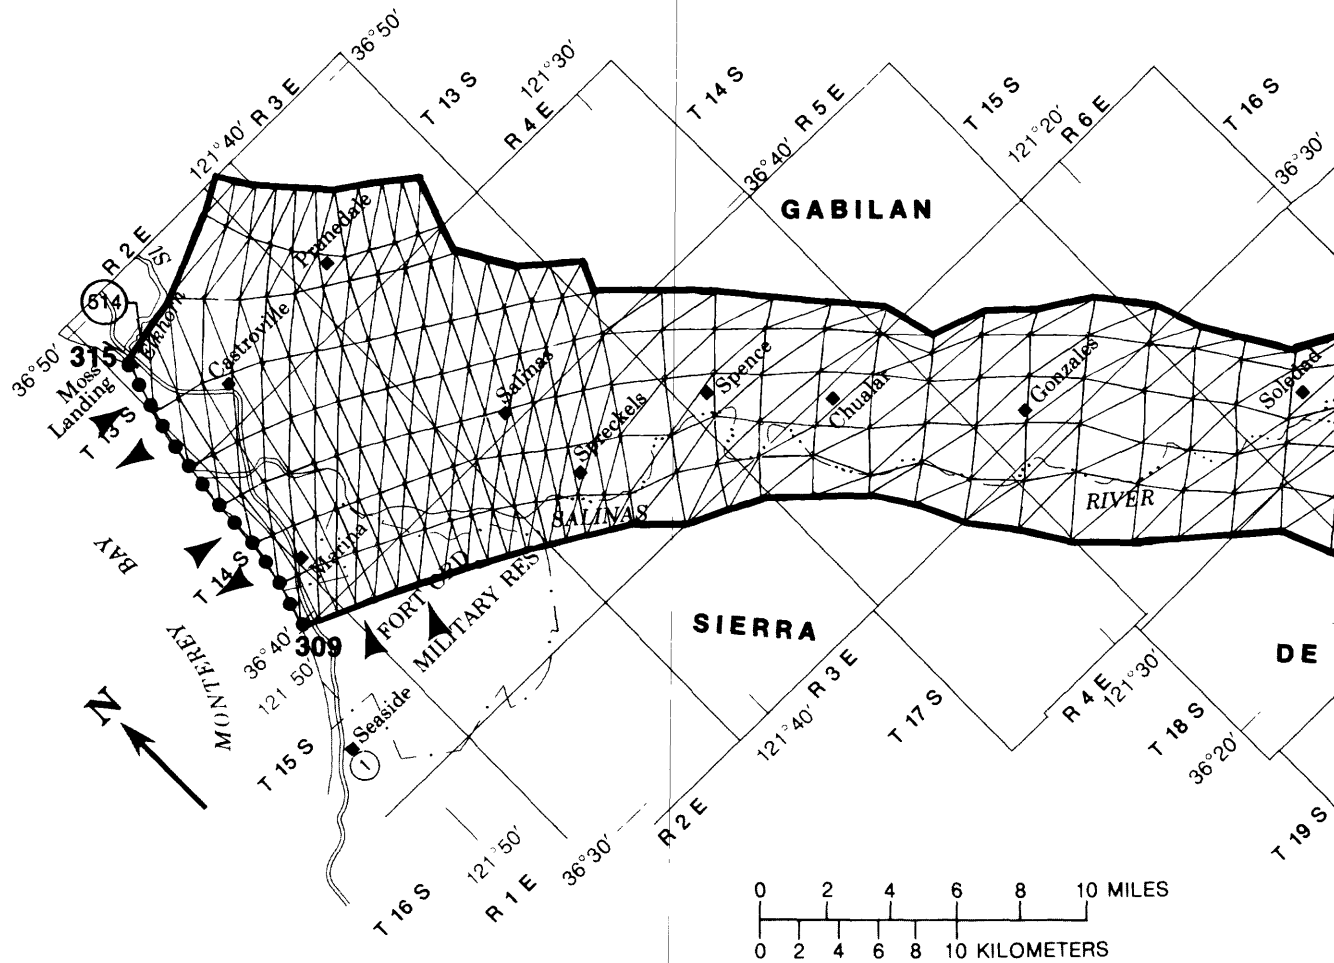 36°50′
121°30′
T 13 S
T 14 S
R 5 E
T 15 S
T 16 S
R 3 E
R 4 E
121°20′
R 6 E
121°40′
36°40′
36°30′
GABILAN
R 2 E
Prunedale
514
Elkhorn
Sl
Castroville
36°50′
315
Moss
Landing
T 13 S
Salinas
Spreckels
Spence
Chualar
Gonzales
Soledad
SALINAS
RIVER
BAY
MONTEREY
T 14 S
Marina
FORT ORD
MILITARY RES
SIERRA
DE
309
36°40′
121 50′
N
Seaside
1
T 15 S
R 3 E
121°40′
T 17 S
R 4 E
121°30′
T 18 S
36°20′
T 19 S
R 2 E
36°30′
121°50′
R 1 E
T 16 S
0 2 4 6 8 10 MILES
0 2 4 6 8 10 KILOMETERS